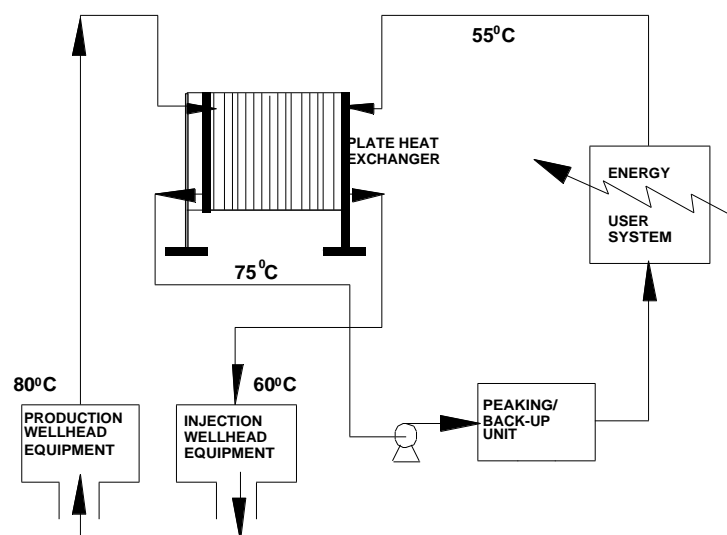 55⁰C
PLATE HEAT
EXCHANGER
ENERGY
USER
SYSTEM
75⁰C
80⁰C
60⁰C
PRODUCTION
WELLHEAD
EQUIPMENT
INJECTION
WELLHEAD
EQUIPMENT
PEAKING/
BACK-UP
UNIT